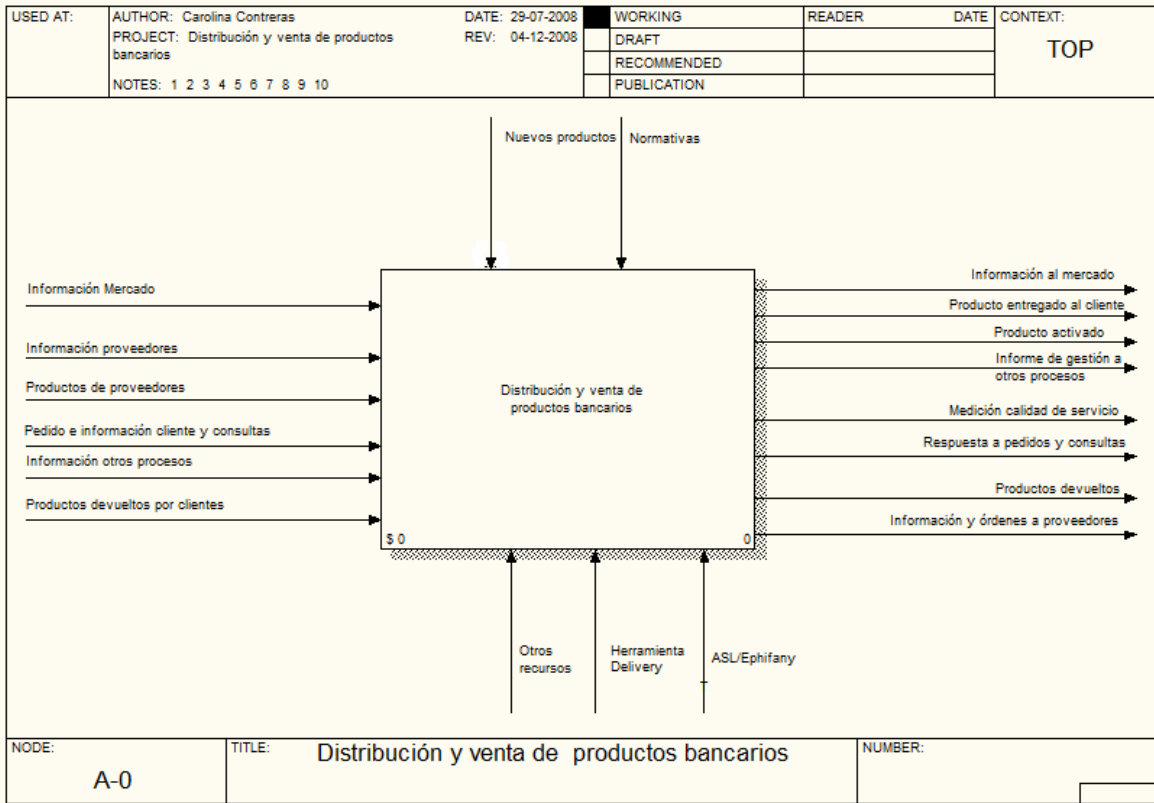 USED AT:
AUTHOR: Carolina Contreras
DATE: 29-07-2008
PROJECT: Distribución y venta de productos
bancarios
REV: 04-12-2008
NOTES: 1 2 3 4 5 6 7 8 9 10
WORKING
DRAFT
RECOMMENDED
PUBLICATION
READER
DATE
CONTEXT:
TOP
Nuevos productos
Normativas
Información Mercado
Información proveedores
Productos de proveedores
Pedido e información cliente y consultas
Información otros procesos
Productos devueltos por clientes
Distribución y venta de
productos bancarios
$ 0
0
Información al mercado
Producto entregado al cliente
Producto activado
Informe de gestión a
otros procesos
Medición calidad de servicio
Respuesta a pedidos y consultas
Productos devueltos
Información y órdenes a proveedores
Otros
recursos
Herramienta
Delivery
ASL/Ephifany
NODE:
A-0
TITLE:
Distribución y venta de productos bancarios
NUMBER: